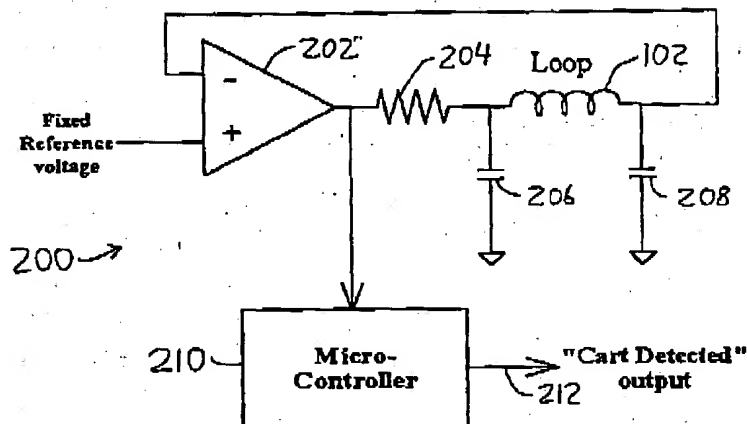 202
204
Loop
102
-
+
Fixed
Reference
voltage
206
208
200
210
Micro-
Controller
"Cart Detected"
output
212